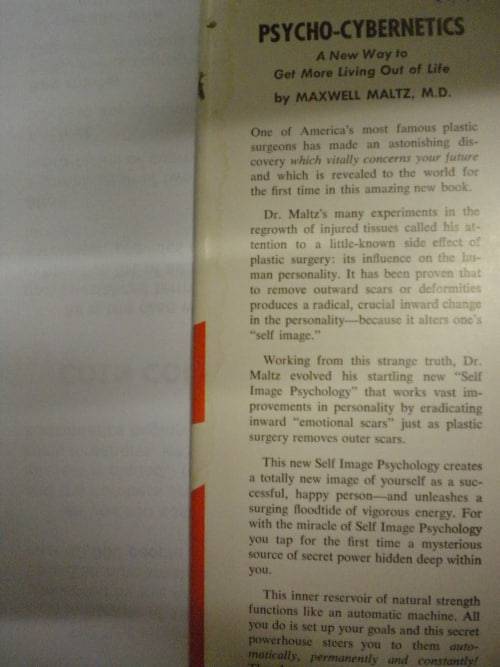 PSYCHO-CYBERNETICS
A New Way to
Get More Living Out of Life
by MAXWELL MALTZ, M.D.
One of America's most famous plastic
surgeons has made an astonishing dis-
covery which vitally concerns your future
and which is revealed to the world for
the first time in this amazing new book.
Dr. Maltz's many experiments in the
regrowth of injured tissues called his at-
tention to a little-known side effect of
plastic surgery: its influence on the hu-
man personality. It has been proven that
to remove outward scars or deformities
produces a radical, crucial inward change
in the personality—because it alters one's
"self image."
Working from this strange truth, Dr.
Maltz evolved his startling new "Self
Image Psychology" that works vast im-
provements in personality by eradicating
inward "emotional scars" just as plastic
surgery removes outer scars.
This new Self Image Psychology creates
a totally new image of yourself as a suc-
cessful, happy person—and unleashes a
surging floodtide of vigorous energy. For
with the miracle of Self Image Psychology
you tap for the first time a mysterious
source of secret power hidden deep within
you.
This inner reservoir of natural strength
functions like an automatic machine. All
you do is set up your goals and this secret
powerhouse steers you to them auto-
matically, permanently and constantly!